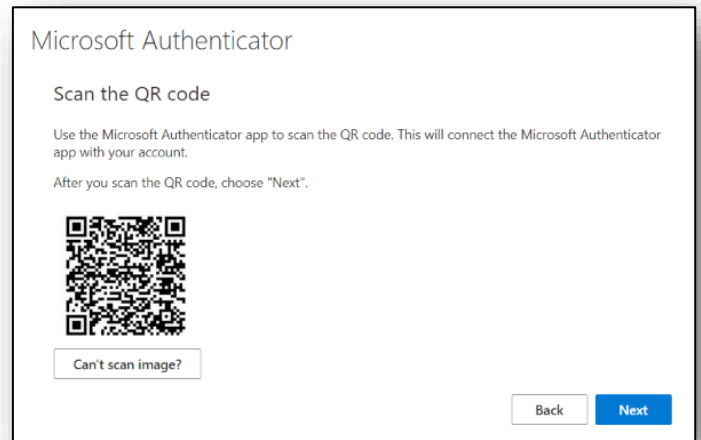 Microsoft Authenticator
Scan the QR code
Use the Microsoft Authenticator app to scan the QR code. This will connect the Microsoft Authenticator
app with your account.
After you scan the QR code, choose "Next".
Can't scan image?
Back
Next